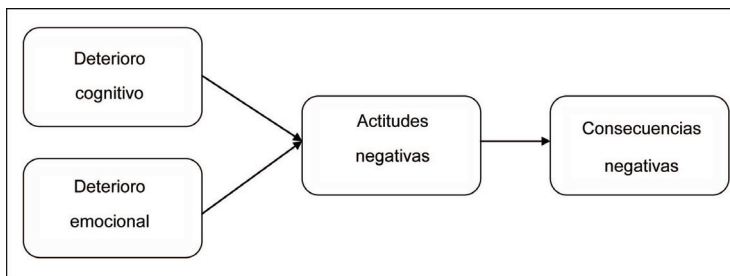 Deterioro
cognitivo
Deterioro
emocional
Actitudes
negativas
Consecuencias
negativas